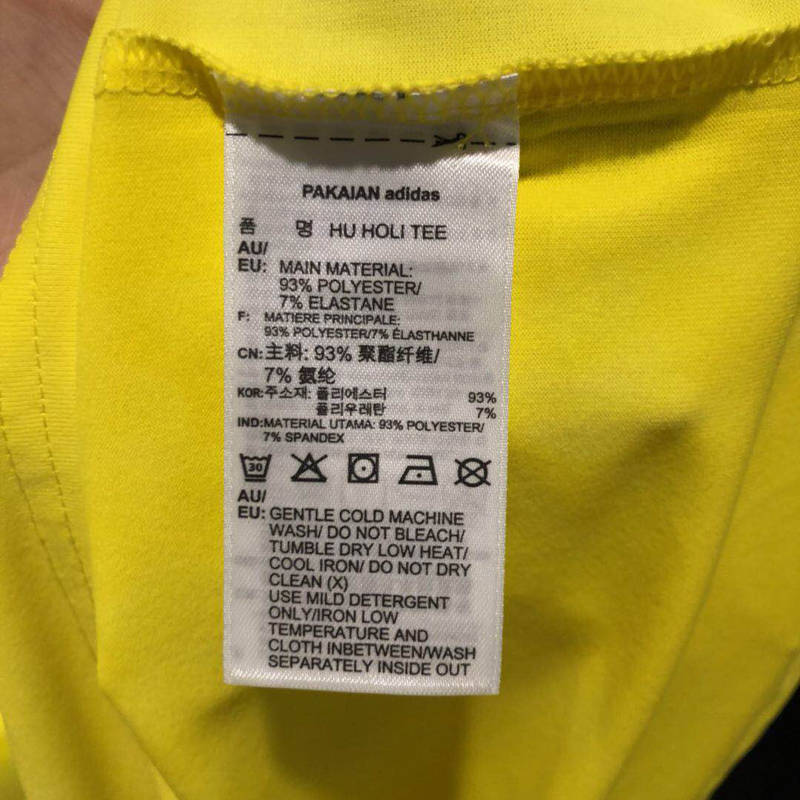 PAKAIAN adidas
품 명 HU HOLI TEE
AU/
EU: MAIN MATERIAL:
93% POLYESTER/
7% ELASTANE
F: MATIERE PRINCIPALE:
93% POLYESTER/7% ÉLASTHANNE
CN:主料: 93% 聚酯纤维/
7% 氨纶
KOR:주소재: 폴리에스터 93%
폴리우레탄 7%
IND:MATERIAL UTAMA: 93% POLYESTER/
7% SPANDEX
30
AU/
EU: GENTLE COLD MACHINE
WASH/ DO NOT BLEACH/
TUMBLE DRY LOW HEAT/
COOL IRON/ DO NOT DRY
CLEAN (X)
USE MILD DETERGENT
ONLY/IRON LOW
TEMPERATURE AND
CLOTH INBETWEEN/WASH
SEPARATELY INSIDE OUT